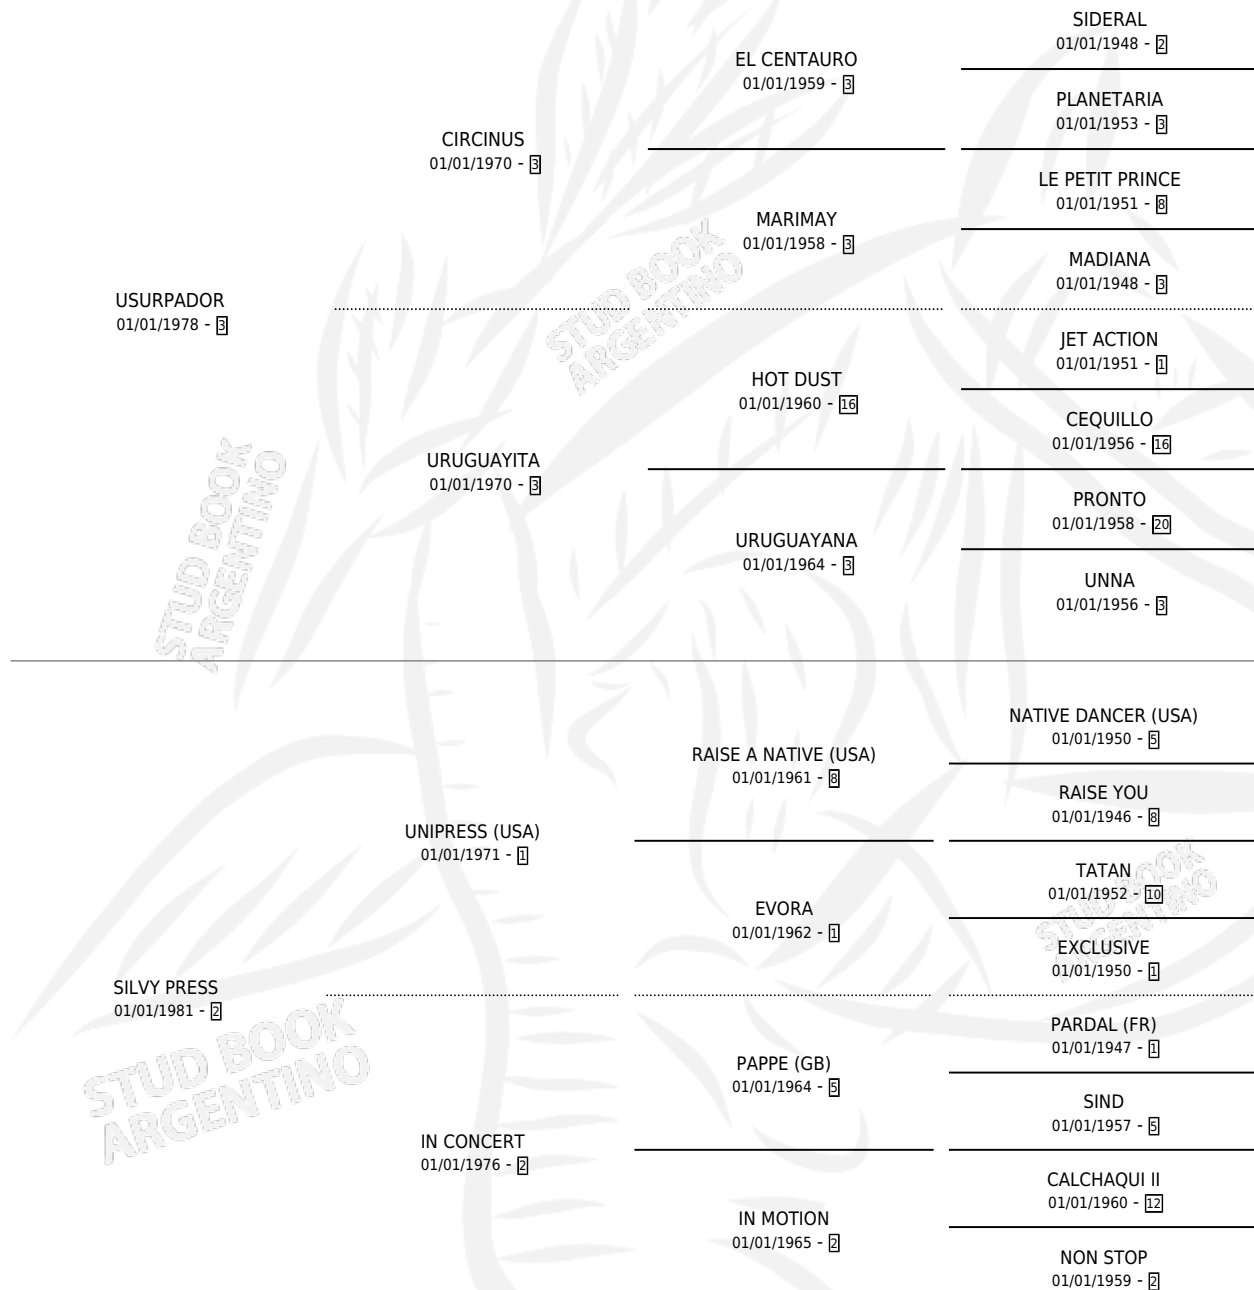 SIDERAL
01/01/1948 - 2
EL CENTAURO
01/01/1959 - 3
PLANETARIA
01/01/1953 - 3
CIRCINUS
01/01/1970 - 3
LE PETIT PRINCE
01/01/1951 - 8
MARIMAY
01/01/1958 - 3
MADIANA
01/01/1948 - 3
USURPADOR
01/01/1978 - 3
JET ACTION
01/01/1951 - 1
HOT DUST
01/01/1960 - 16
CEQUILLO
01/01/1956 - 16
URUGUAYITA
01/01/1970 - 3
PRONTO
01/01/1958 - 20
URUGUAYANA
01/01/1964 - 3
UNNA
01/01/1956 - 3
NATIVE DANCER (USA)
01/01/1950 - 5
RAISE A NATIVE (USA)
01/01/1961 - 8
RAISE YOU
01/01/1946 - 8
UNIPRESS (USA)
01/01/1971 - 1
TATAN
01/01/1952 - 10
EVORA
01/01/1962 - 1
EXCLUSIVE
01/01/1950 - 1
SILVY PRESS
01/01/1981 - 2
PARDAL (FR)
01/01/1947 - 1
PAPPE (GB)
01/01/1964 - 5
SIND
01/01/1957 - 5
IN CONCERT
01/01/1976 - 2
CALCHAQUI II
01/01/1960 - 12
IN MOTION
01/01/1965 - 2
NON STOP
01/01/1959 - 2
STUD BOOK
ARGENTINO
STUD BOOK
ARGENTINO
STUD BOOK
ARGENTINO
STUD BOOK
ARGENTINO